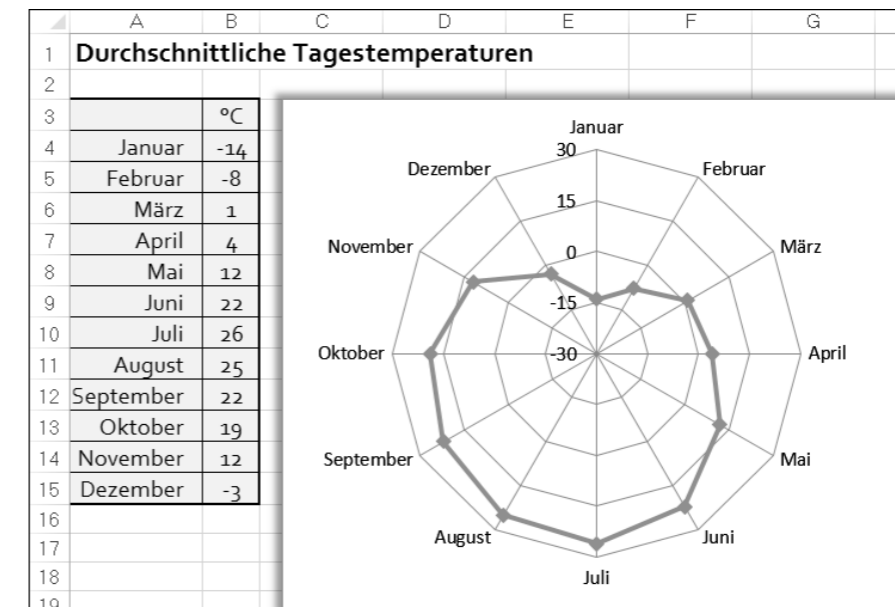 A B C D E F G
1 Durchschnittliche Tagestemperaturen
2
3 °C
4 Januar -14
5 Februar -8
6 März 1
7 April 4
8 Mai 12
9 Juni 22
10 Juli 26
11 August 25
12 September 22
13 Oktober 19
14 November 12
15 Dezember -3
16
17
18
19
Januar
30
Dezember Februar
15
November 0 März
-15
Oktober -30 April
September Mai
August Juni
Juli